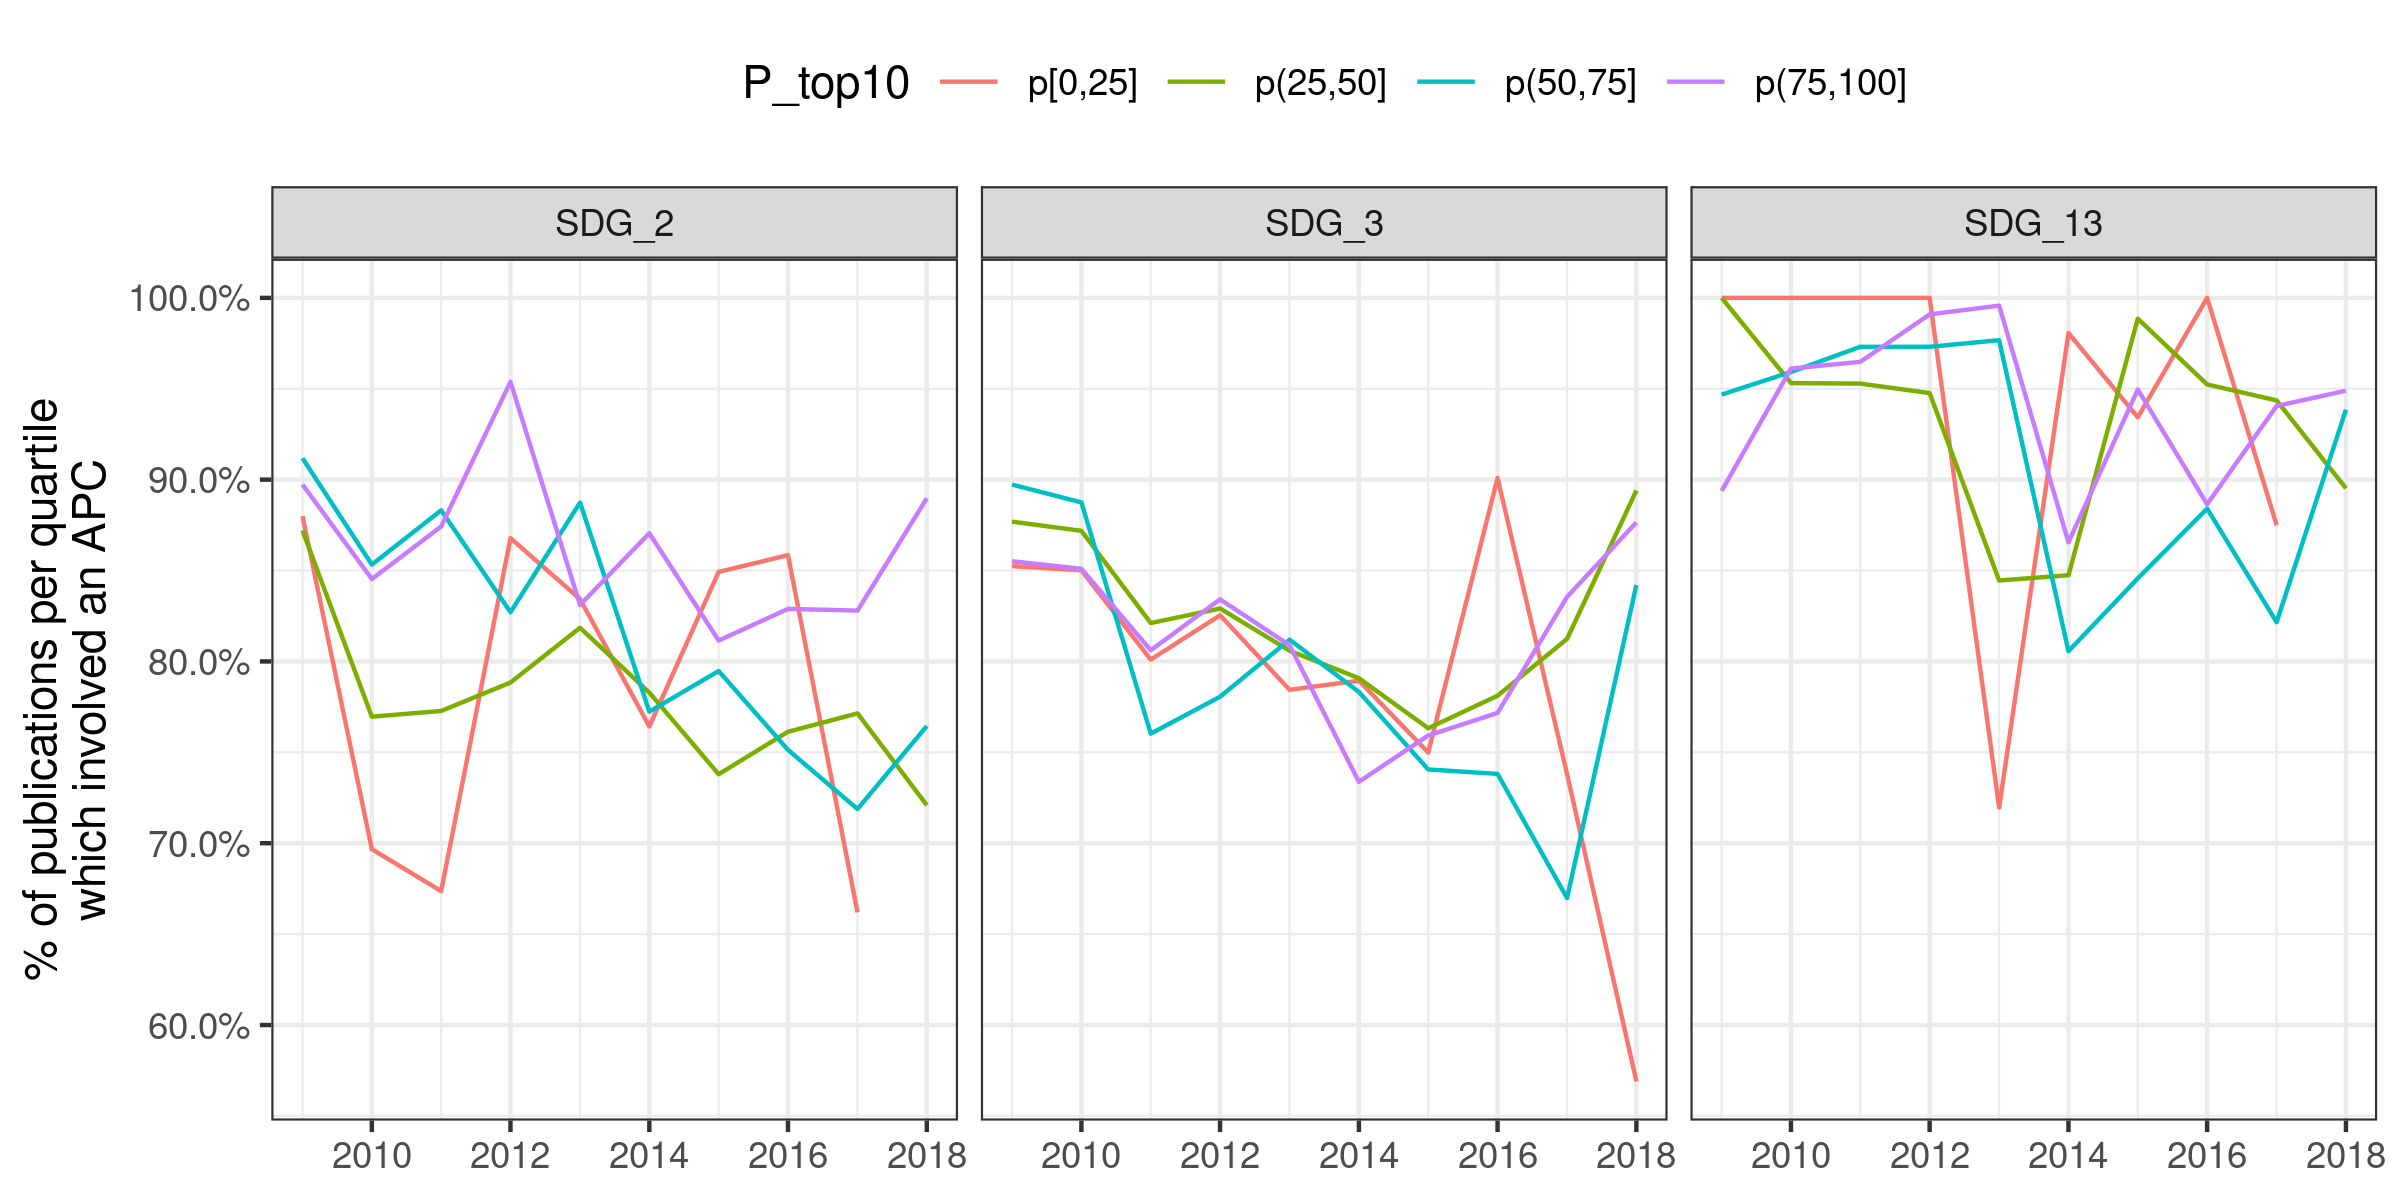 P_top10 p[0,25] p(25,50] p(50,75] p(75,100]
SDG_2 SDG_3 SDG_13
% of publications per quartile
which involved an APC
100.0%
90.0%
80.0%
70.0%
60.0%
2010 2012 2014 2016 2018 2010 2012 2014 2016 2018 2010 2012 2014 2016 2018